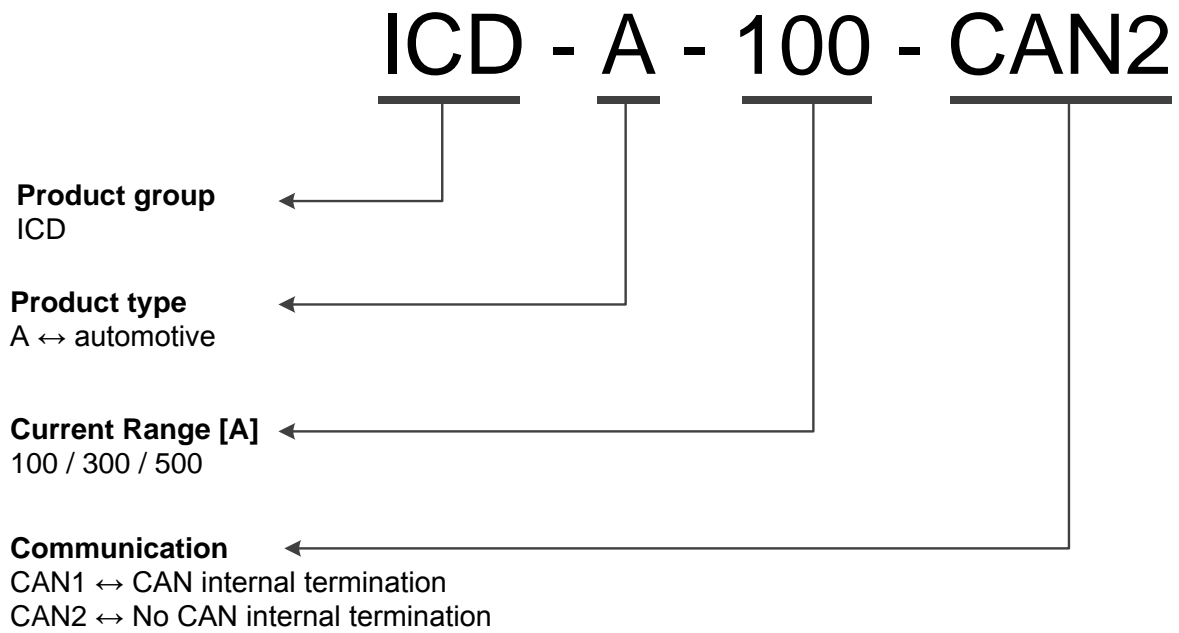 ICD - A - 100 - CAN2
Product group
ICD
Product type
A ↔ automotive
Current Range [A]
100 / 300 / 500
Communication
CAN1 ↔ CAN internal termination
CAN2 ↔ No CAN internal termination